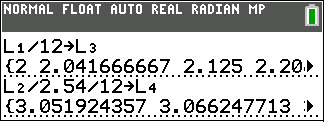 NORMAL FLOAT AUTO REAL RADIAN MP
L₁/12→L₃
{2 2.041666667 2.125 2.20
L₂/2.54/12→L₄
{3.051924357 3.066247713